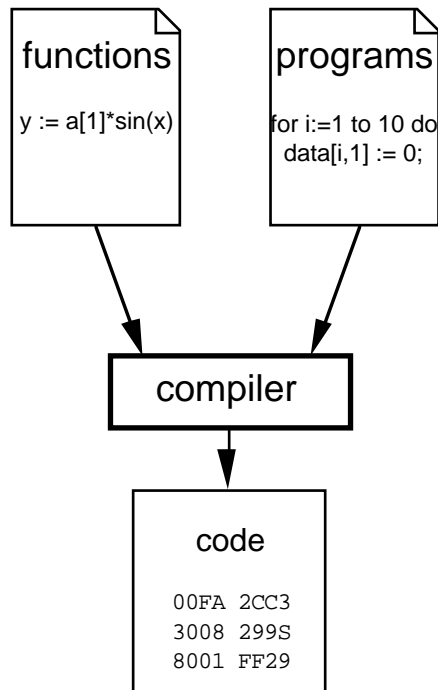 functions
y := a[1]*sin(x)
programs
for i:=1 to 10 do
data[i,1] := 0;
compiler
code
00FA 2CC3
3008 299S
8001 FF29